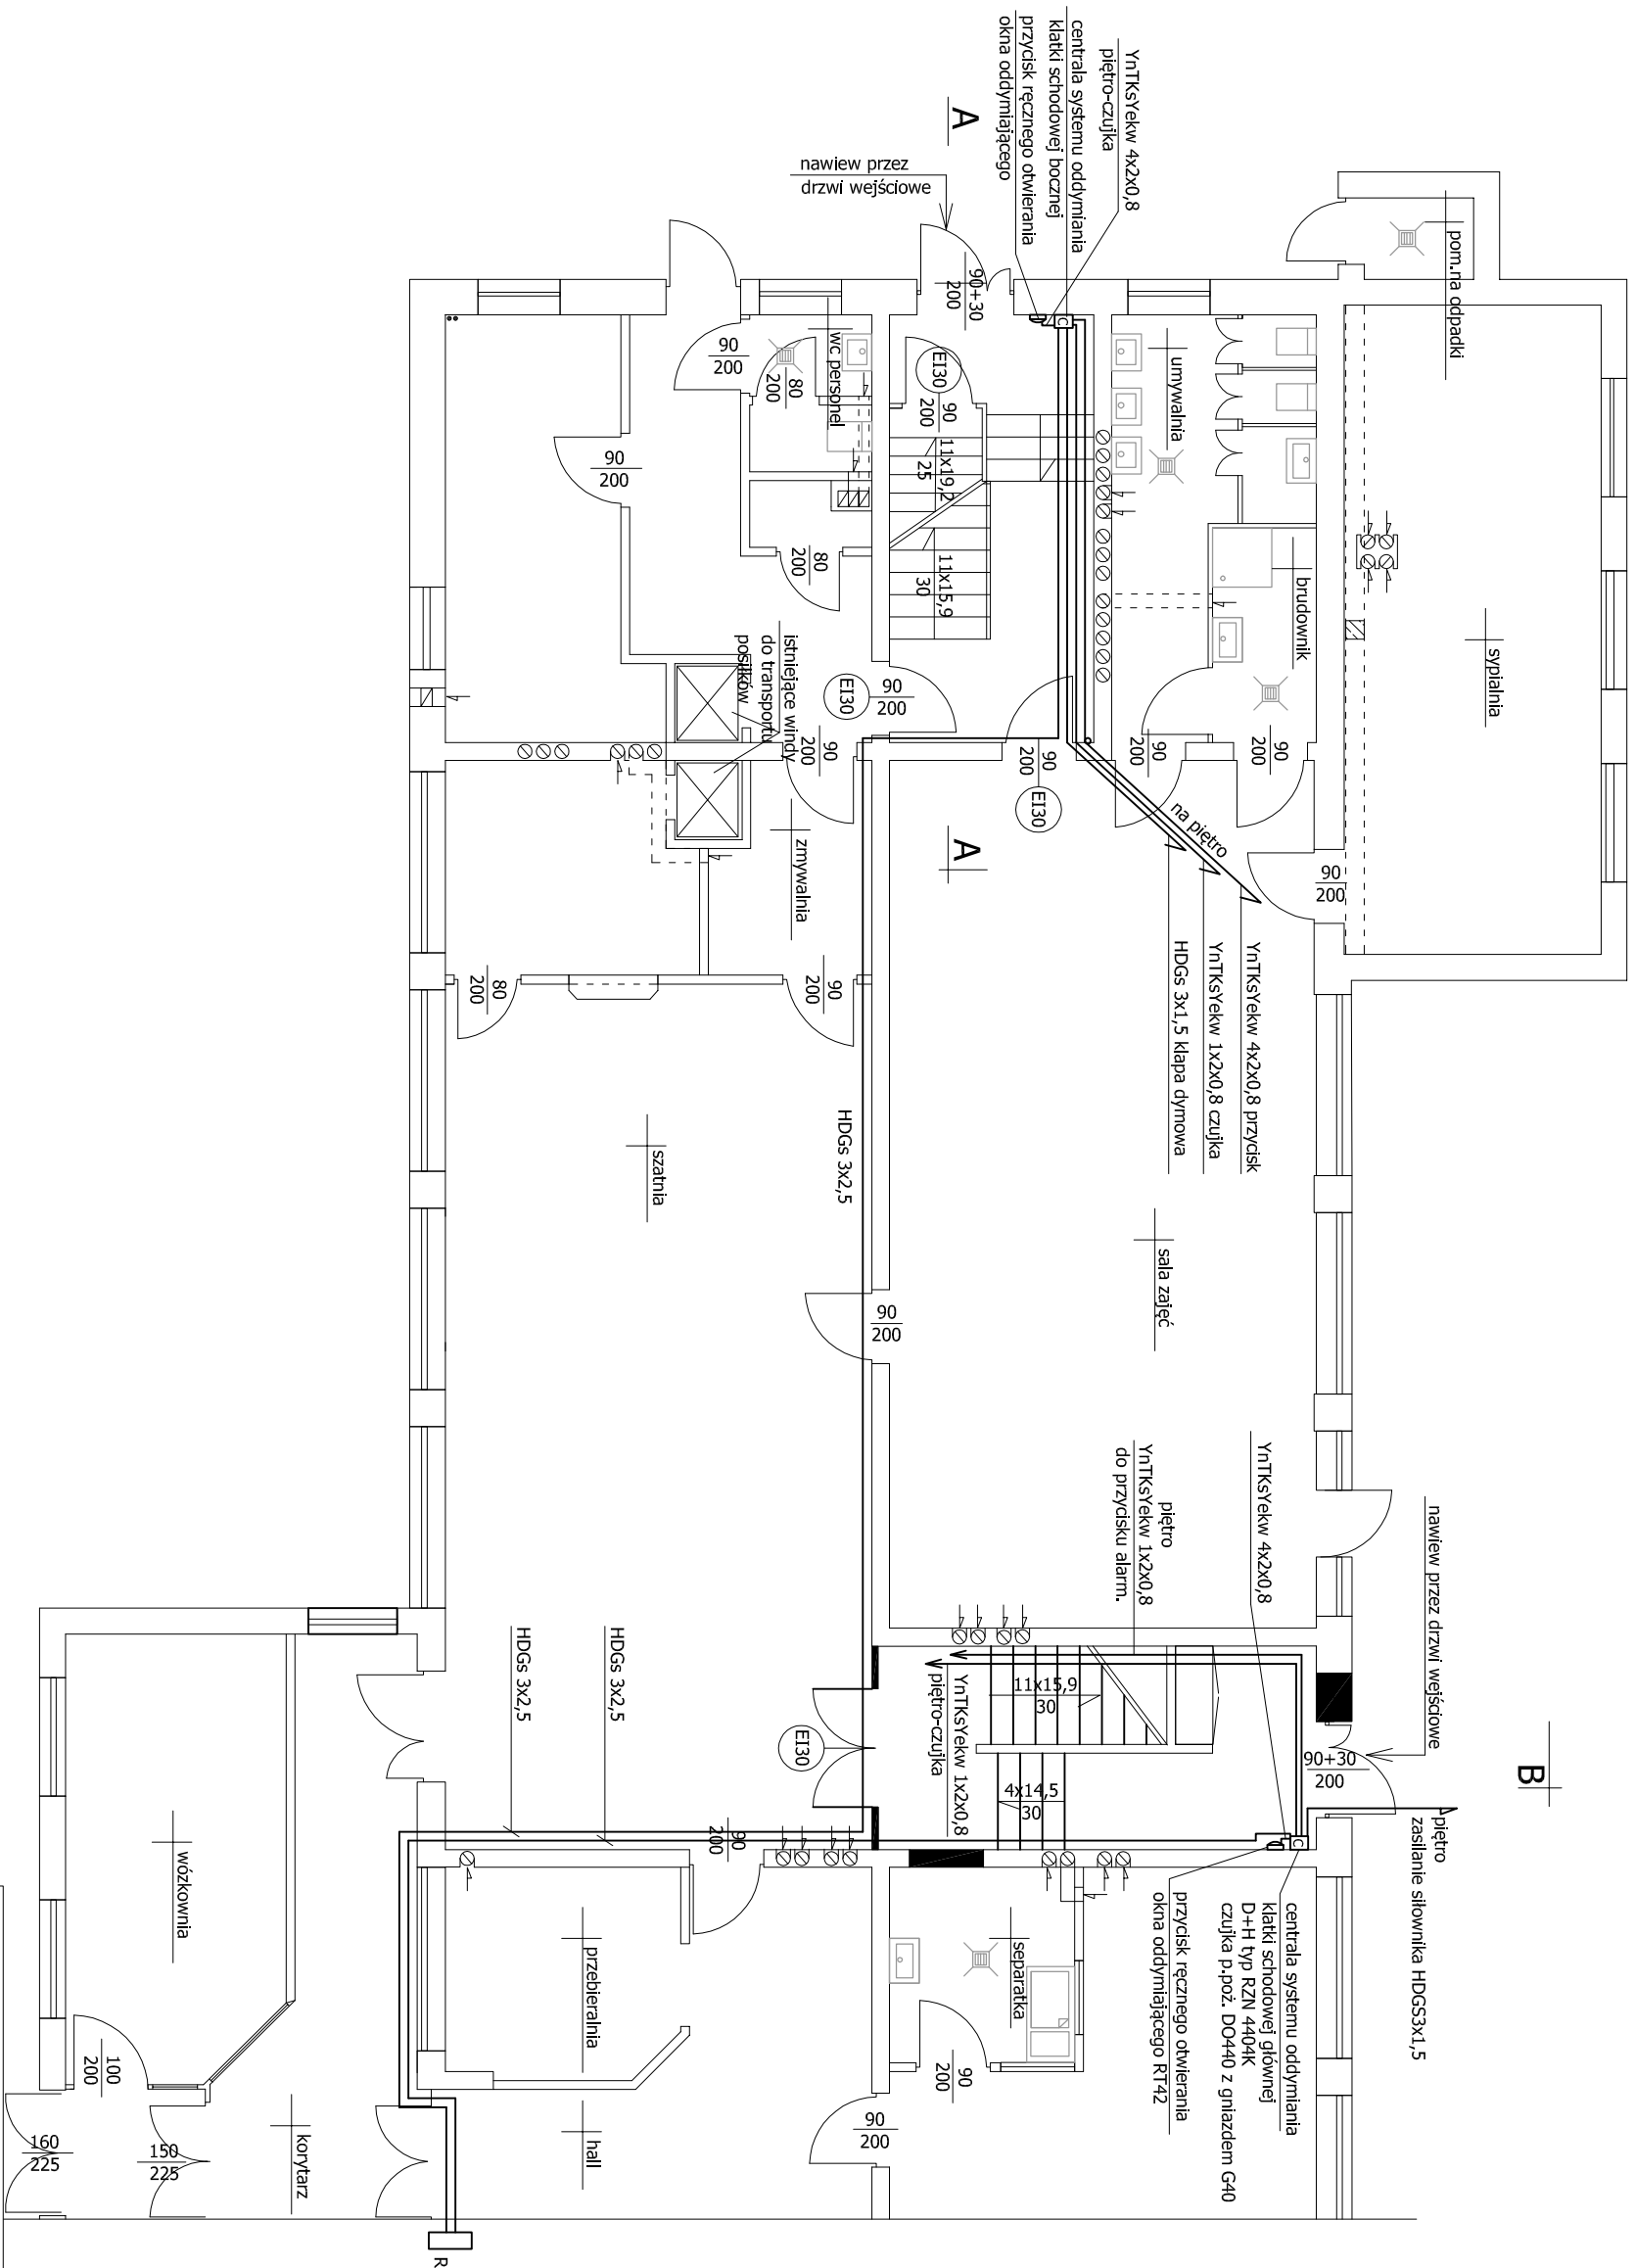 YnTKsYekw 4x2x0,8
piętro-czujka
centrala systemu oddymiania
klatki schodowej bocznej
przycisk ręcznego otwierania
okna oddymiającego
A
nawiew przez
drzwi wejściowe
pom.na odpadki
90+30
200
C
EI30
90
200
11x19,2
25
11x15,9
30
umywalnia
brudownik
sypialnia
wc personel
90
200
80
200
90
200
80
200
istniejące windy
do transportu
posiłków
EI30
90
200
90
200
90
200
EI30
90
200
90
200
na piętro
90
200
A
zmywalnia
80
200
90
200
YnTKsYekw 4x2x0,8 przycisk
YnTKsYekw 1x2x0,8 czujka
HDGs 3x1,5 klapa dymowa
HDGs 3x2,5
szatnia
sala zajęć
90
200
nawiew przez drzwi wejściowe
YnTKsYekw 4x2x0,8
piętro
YnTKsYekw 1x2x0,8
do przycisku alarm.
HDGs 3x2,5
HDGs 3x2,5
11x15,9
30
YnTKsYekw 1x2x0,8
piętro-czujka
4x14,5
30
EI30
90+30
200
B
piętro
zasilanie siłownika HDGS3x1,5
C
90
200
centrala systemu oddymiania
klatki schodowej głównej
D+H typ RZN 4404K
czujka p.poż. DO440 z gniazdem G40
przycisk ręcznego otwierania
okna oddymiającego RT42
wózkownia
przebieralnia
separatka
90
200
100
200
korytarz
hall
90
200
160
225
150
225
R